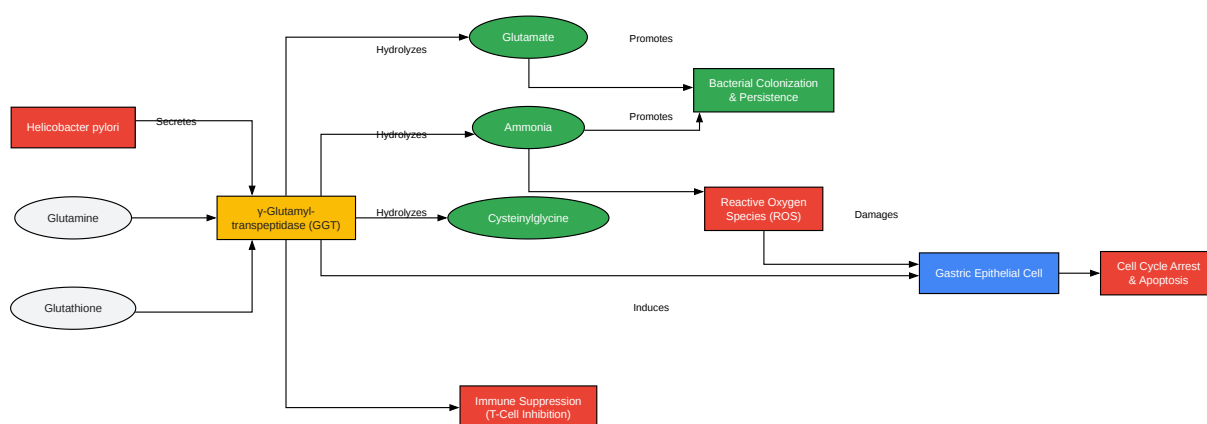 Glutamate
Hydrolyzes
Promotes
Bacterial Colonization
& Persistence
Helicobacter pylori
Secretes
Hydrolyzes
Ammonia
Promotes
Glutamine
γ-Glutamyl-
transpeptidase (GGT)
Hydrolyzes
Cysteinylglycine
Reactive Oxygen
Species (ROS)
Damages
Glutathione
Gastric Epithelial Cell
Cell Cycle Arrest
& Apoptosis
Induces
Immune Suppression
(T-Cell Inhibition)